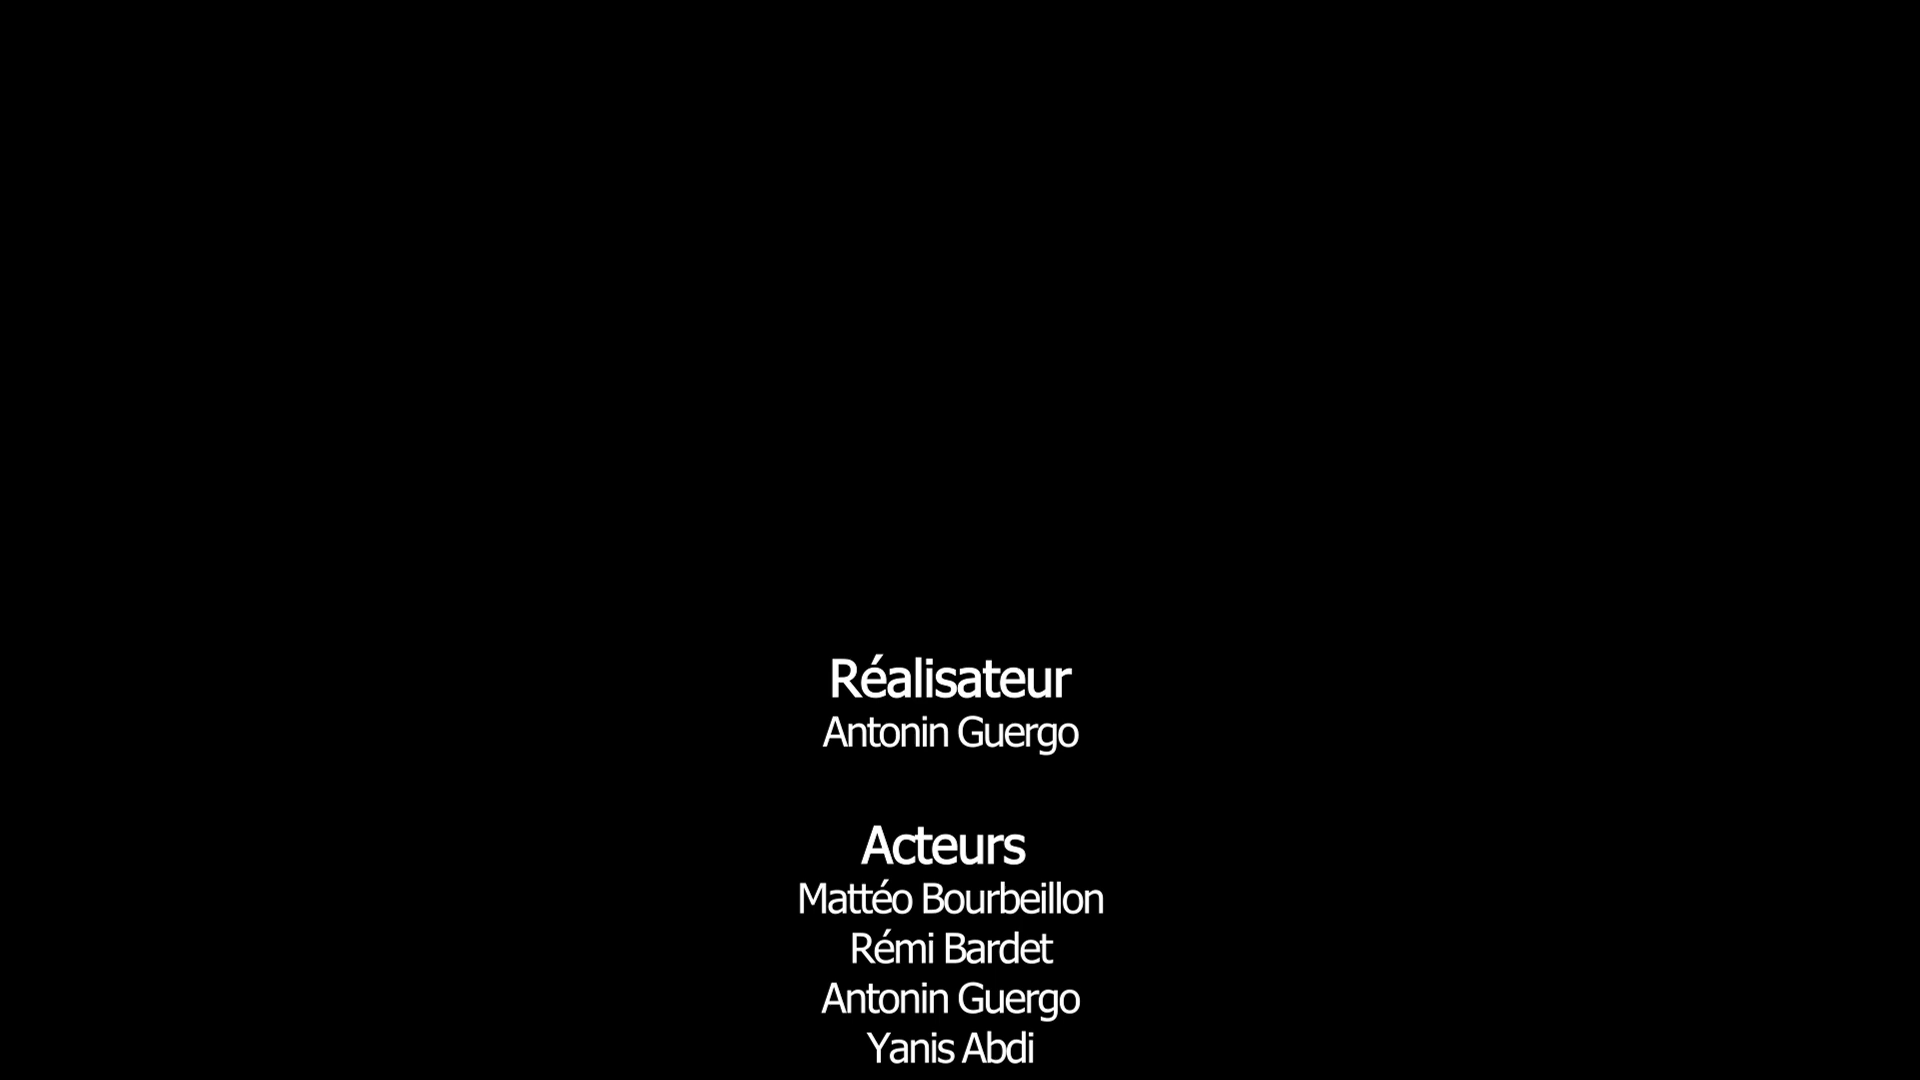 Réalisateur
Antonin Guergo
Acteurs
Mattéo Bourbeillon
Rémi Bardet
Antonin Guergo
Yanis Abdi